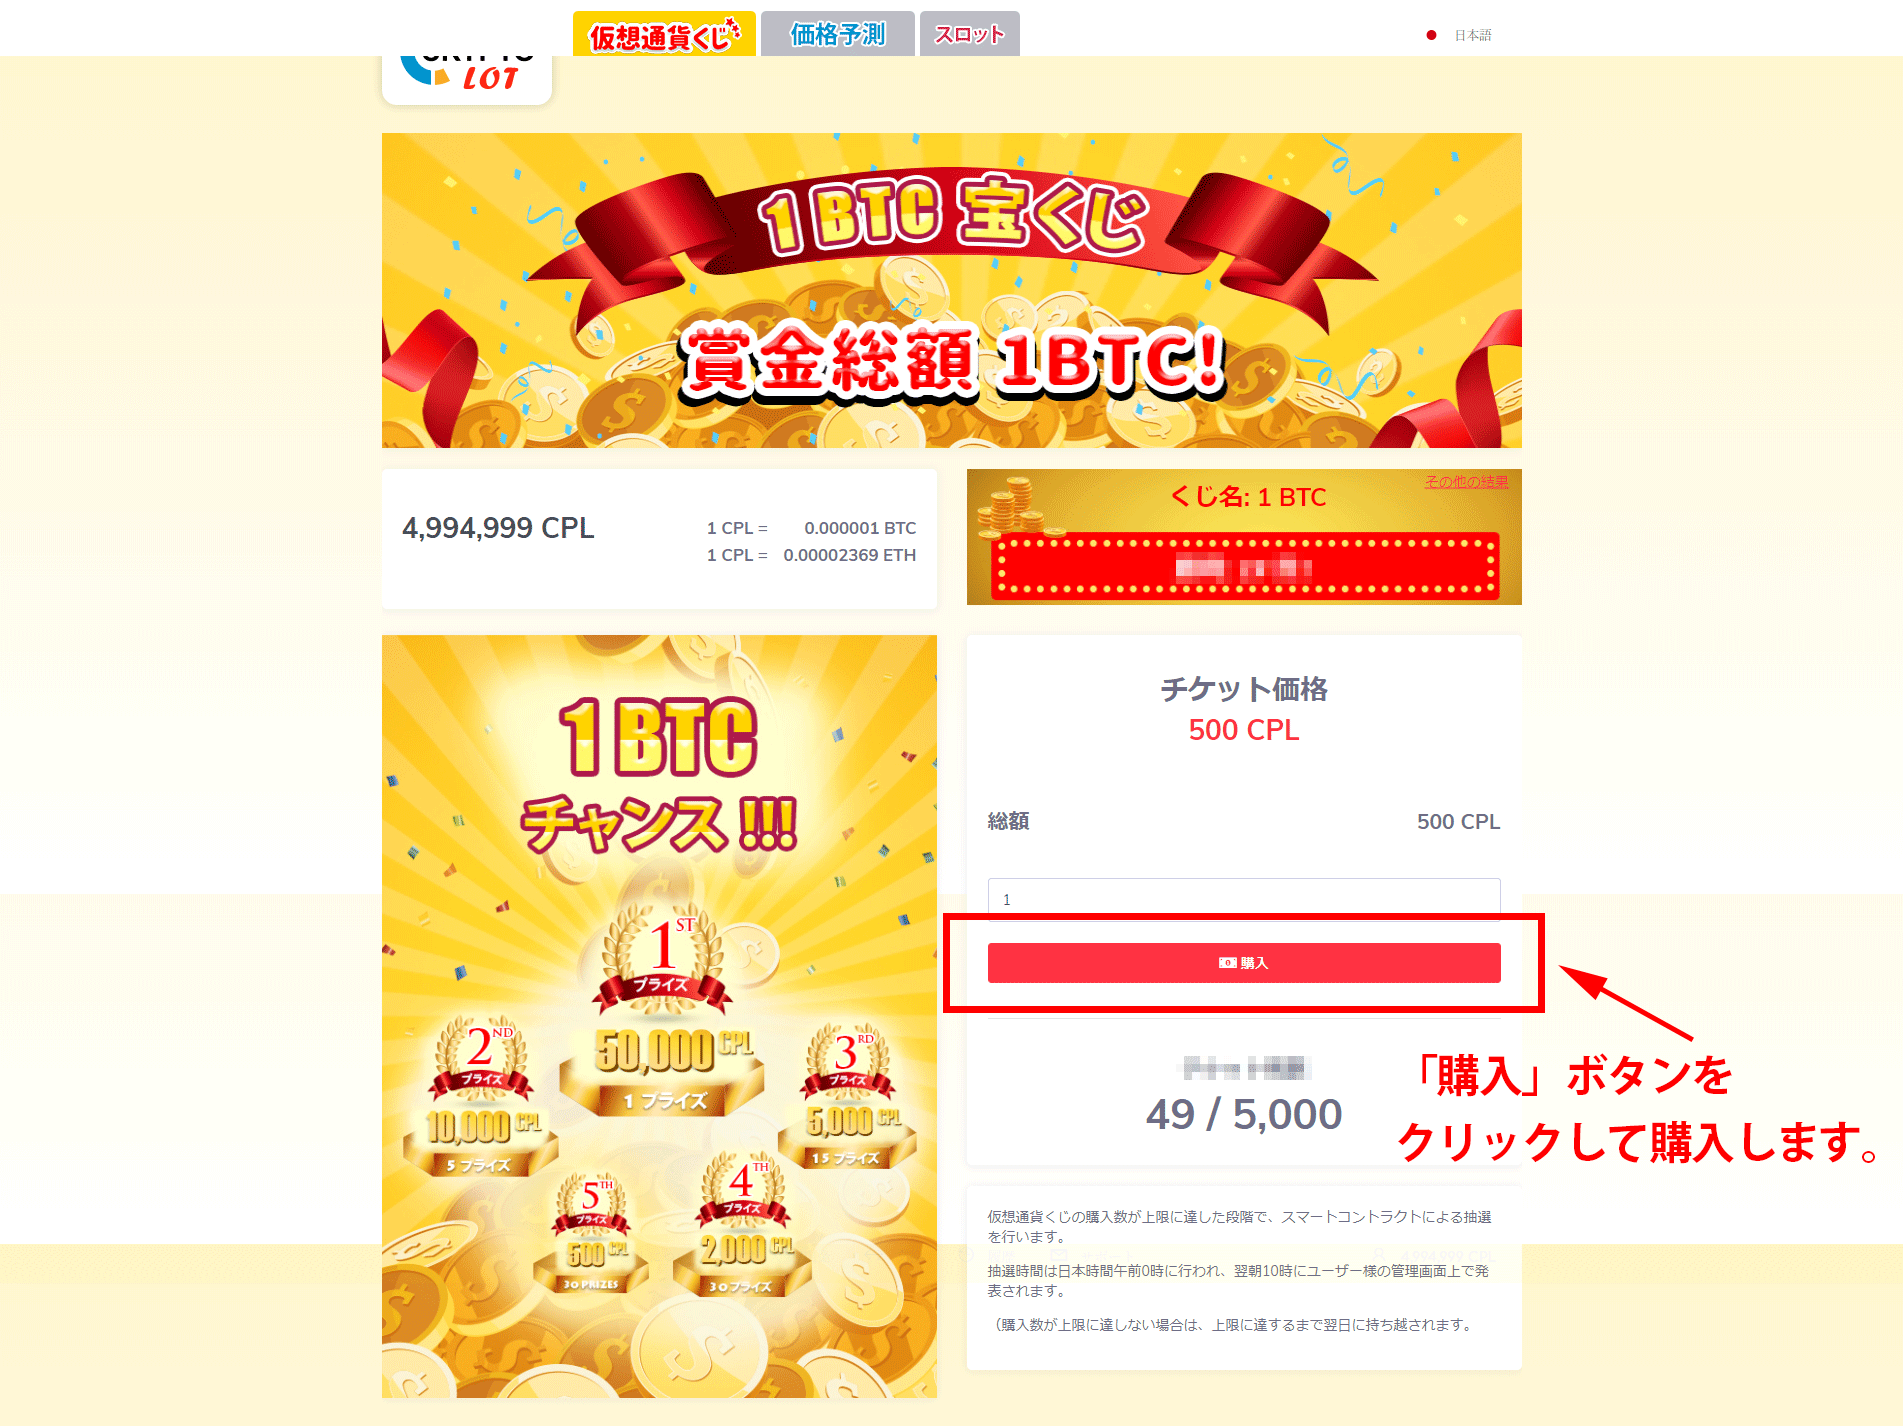 仮想通貨くじ
価格予測
スロット
日本語
LOT
1 BTC 宝くじ
賞金総額 1BTC!
4,994,999 CPL
1 CPL = 0.000001 BTC
1 CPL = 0.00002369 ETH
くじ名: 1 BTC
その他の結果
1 BTC
チャンス !!!
1ST
プライズ
50,000 CPL
1 プライズ
2ND
プライズ
10,000 CPL
5 プライズ
3RD
プライズ
5,000 CPL
15 プライズ
4TH
プライズ
2,000 CPL
30 プライズ
5TH
プライズ
500 CPL
30 PRIZES
チケット価格
500 CPL
総額 500 CPL
1
購入
49 / 5,000
「購入」ボタンを
クリックして購入します。
仮想通貨くじの購入数が上限に達した段階で、スマートコントラクトによる抽選
を行います。
抽選時間は日本時間午前0時に行われ、翌朝10時にユーザー様の管理画面上で発
表されます。
（購入数が上限に達しない場合は、上限に達するまで翌日に持ち越されます。
4,994,999 CPL